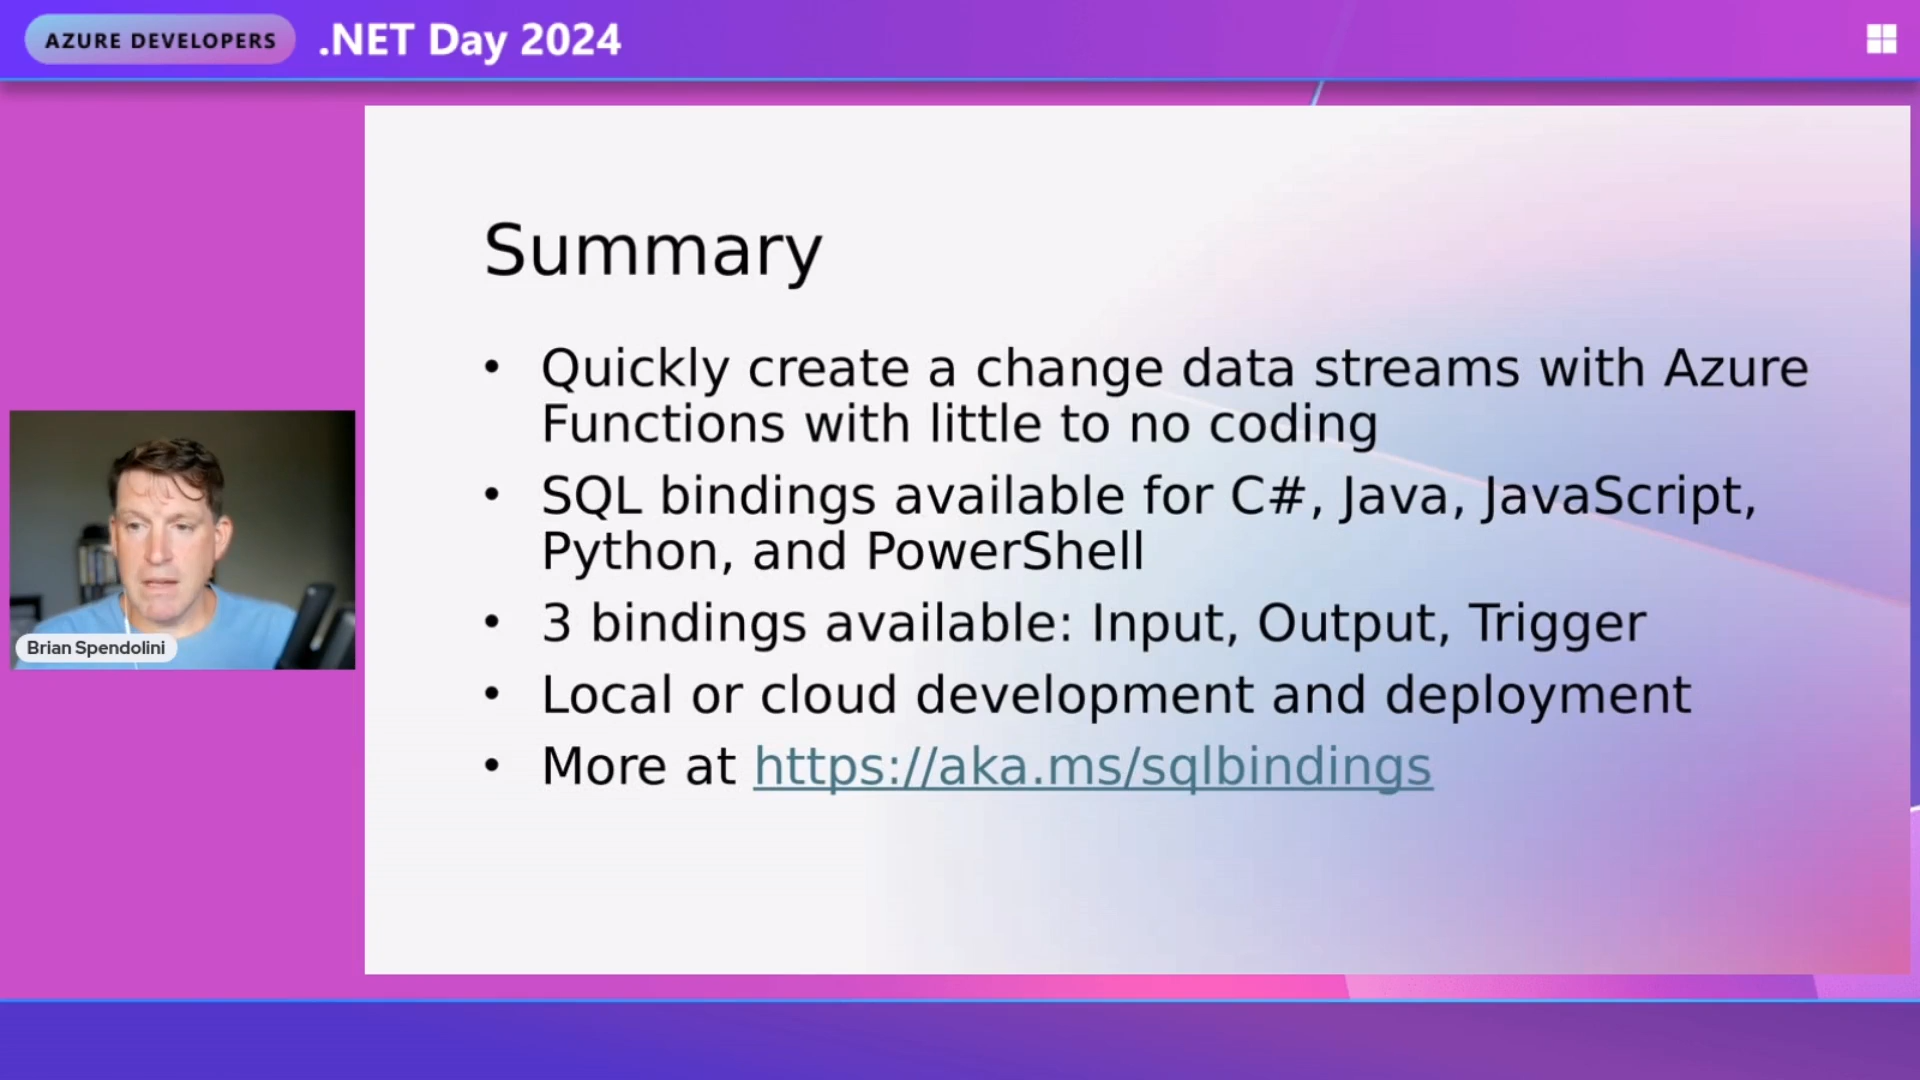 AZURE DEVELOPERS .NET Day 2024
Summary
• Quickly create a change data streams with Azure
Functions with little to no coding
• SQL bindings available for C#, Java, JavaScript,
Python, and PowerShell
• 3 bindings available: Input, Output, Trigger
• Local or cloud development and deployment
• More at https://aka.ms/sqlbindings
Brian Spendolini